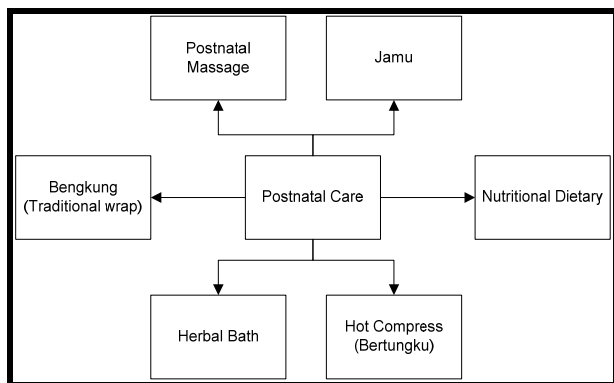 Postnatal
Massage
Jamu
Bengkung
(Traditional wrap)
Postnatal Care
Nutritional Dietary
Herbal Bath
Hot Compress
(Bertungku)